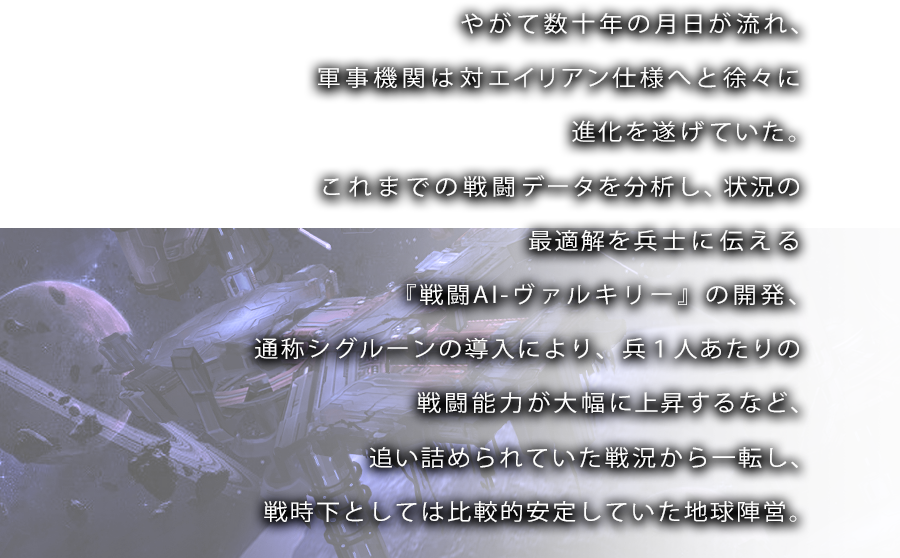 やがて数十年の月日が流れ、
軍事機関は対エイリアン仕様へと徐々に
進化を遂げていた。
これまでの戦闘データを分析し、状況の
最適解を兵士に伝える
『戦闘AI-ヴァルキリー』の開発、
通称シグルーンの導入により、兵１人あたりの
戦闘能力が大幅に上昇するなど、
追い詰められていた戦況から一転し、
戦時下としては比較的安定していた地球陣営。